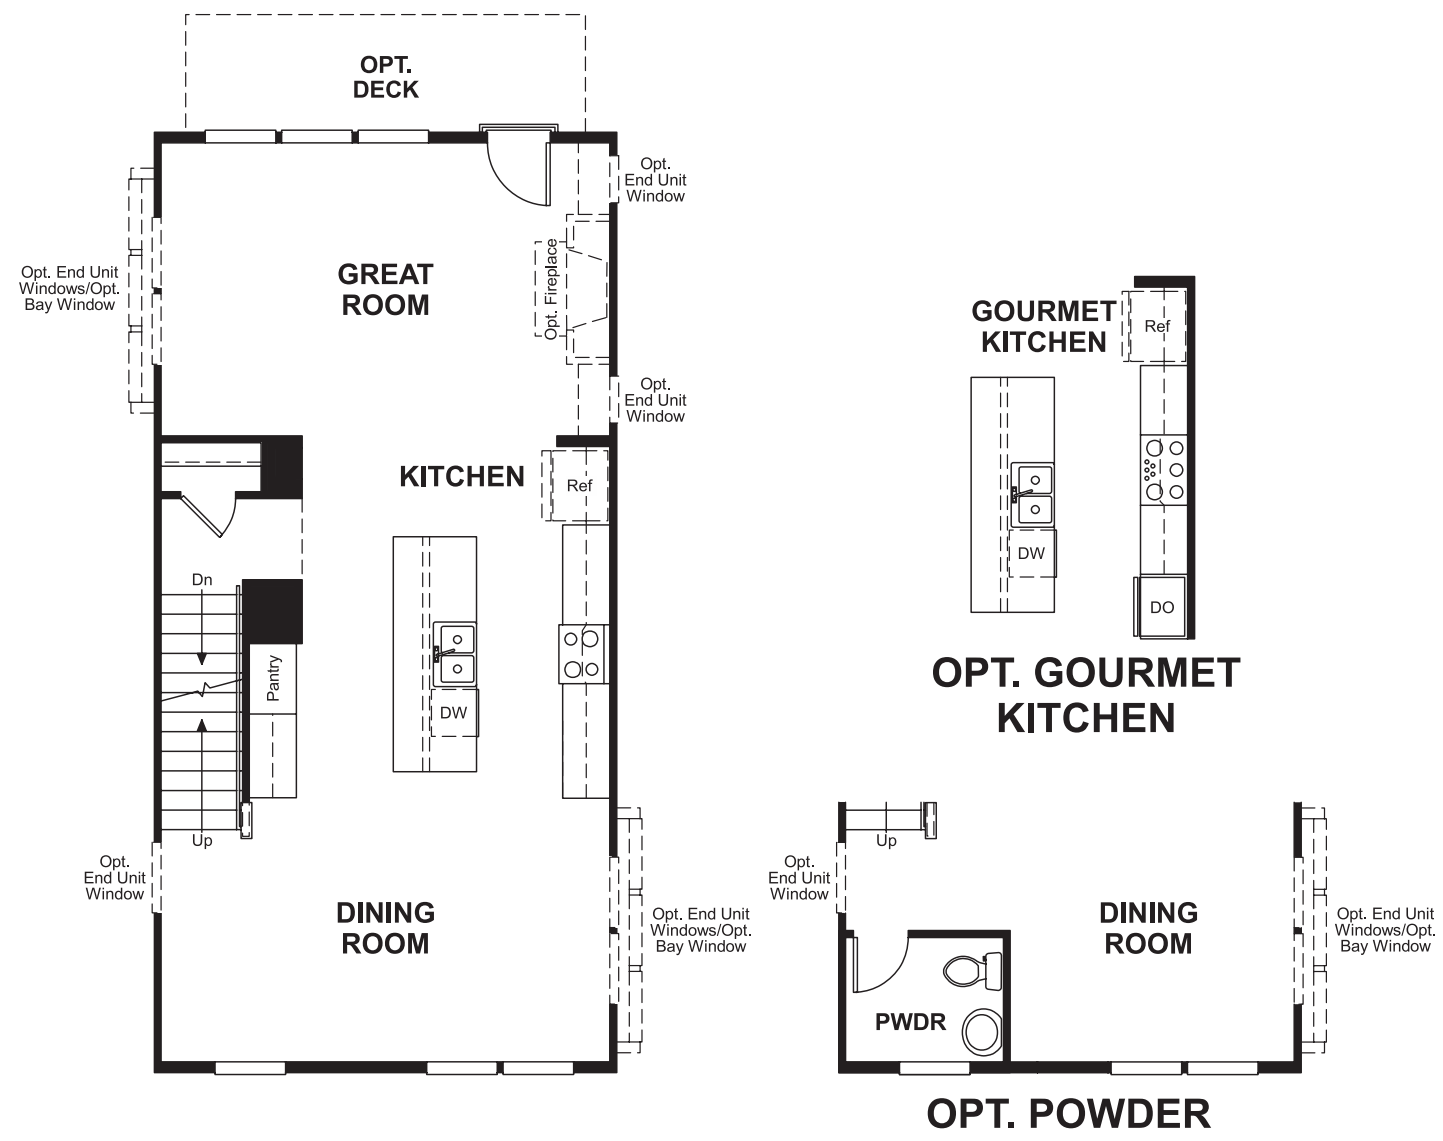 OPT.
DECK
Opt.
End Unit
Window
Opt. End Unit
Windows/Opt.
Bay Window
GREAT
ROOM
Opt. Fireplace
Opt.
End Unit
Window
KITCHEN
Ref
Dn
Pantry
DW
Up
Opt.
End Unit
Window
DINING
ROOM
Opt. End Unit
Windows/Opt.
Bay Window
GOURMET
KITCHEN
Ref
DW
DO
OPT. GOURMET
KITCHEN
Up
Opt.
End Unit
Window
DINING
ROOM
Opt. End Unit
Windows/Opt.
Bay Window
PWDR
OPT. POWDER